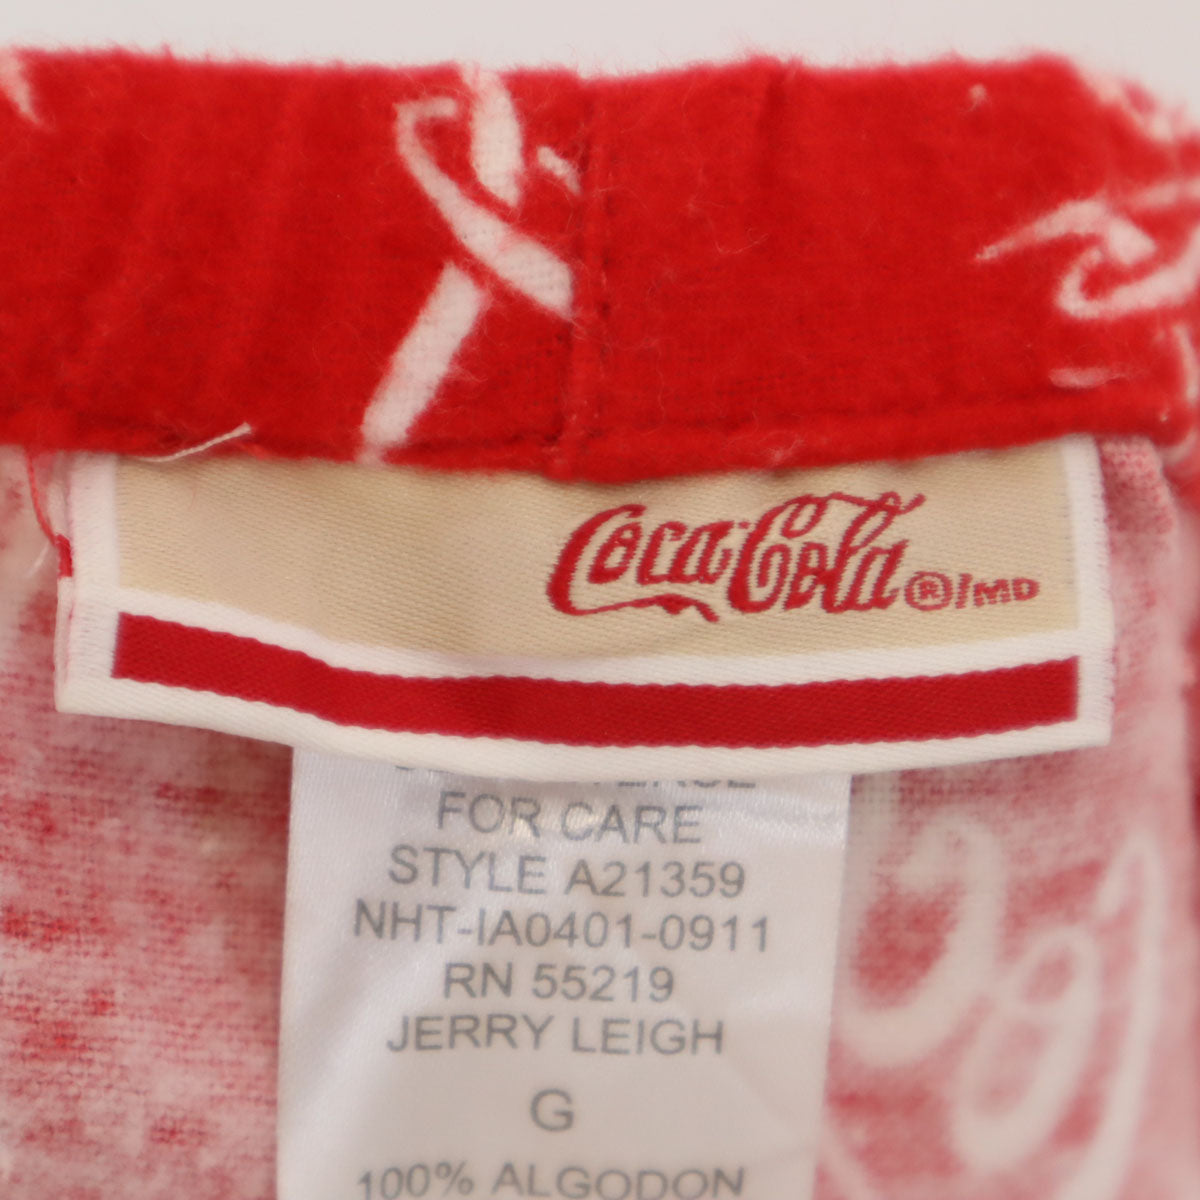 Coca-Cola ®/MD
FOR CARE
STYLE A21359
NHT-IA0401-0911
RN 55219
JERRY LEIGH
G
100% ALGODON